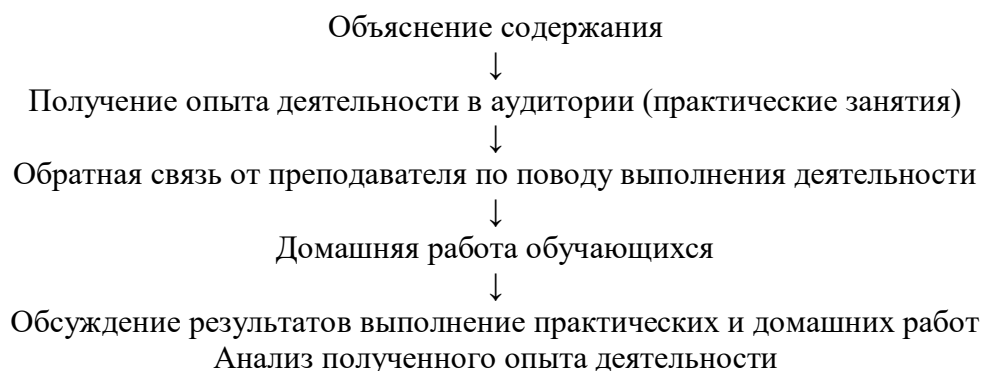 Объяснение содержания
↓
Получение опыта деятельности в аудитории (практические занятия)
↓
Обратная связь от преподавателя по поводу выполнения деятельности
↓
Домашняя работа обучающихся
↓
Обсуждение результатов выполнение практических и домашних работ
Анализ полученного опыта деятельности